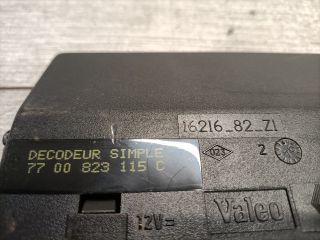 16216_82_Z1
DECODEUR SIMPLE
77 00 823 115 C
2
12V=
Valeo